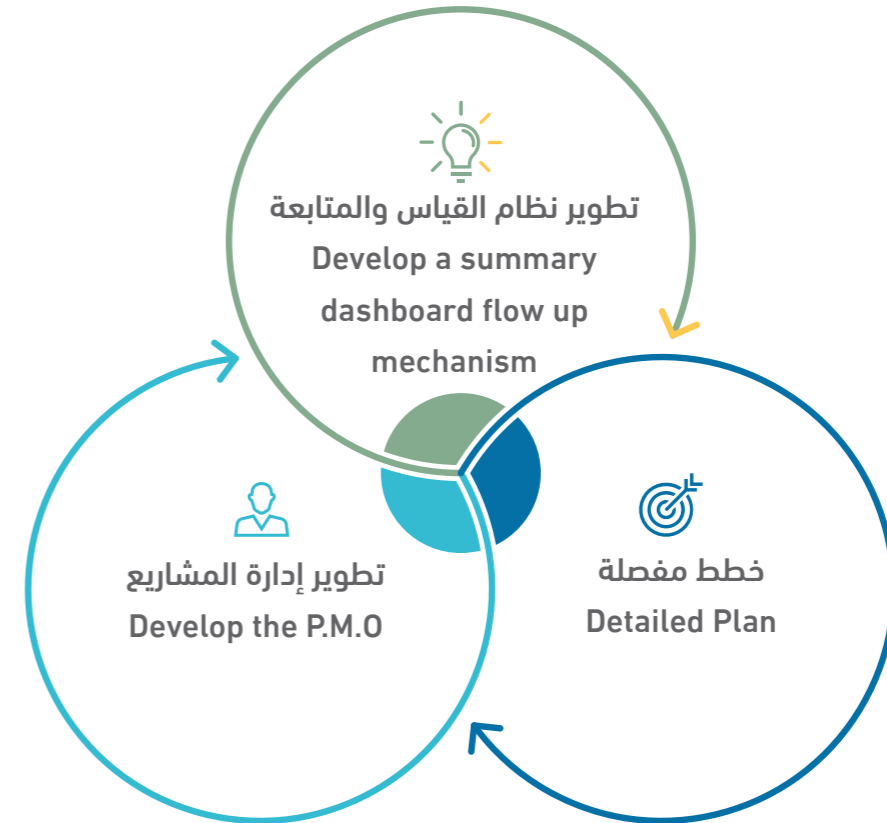 تطوير نظام القياس والمتابعة
Develop a summary
dashboard flow up
mechanism
تطوير إدارة المشاريع
Develop the P.M.O
خطط مفصلة
Detailed Plan